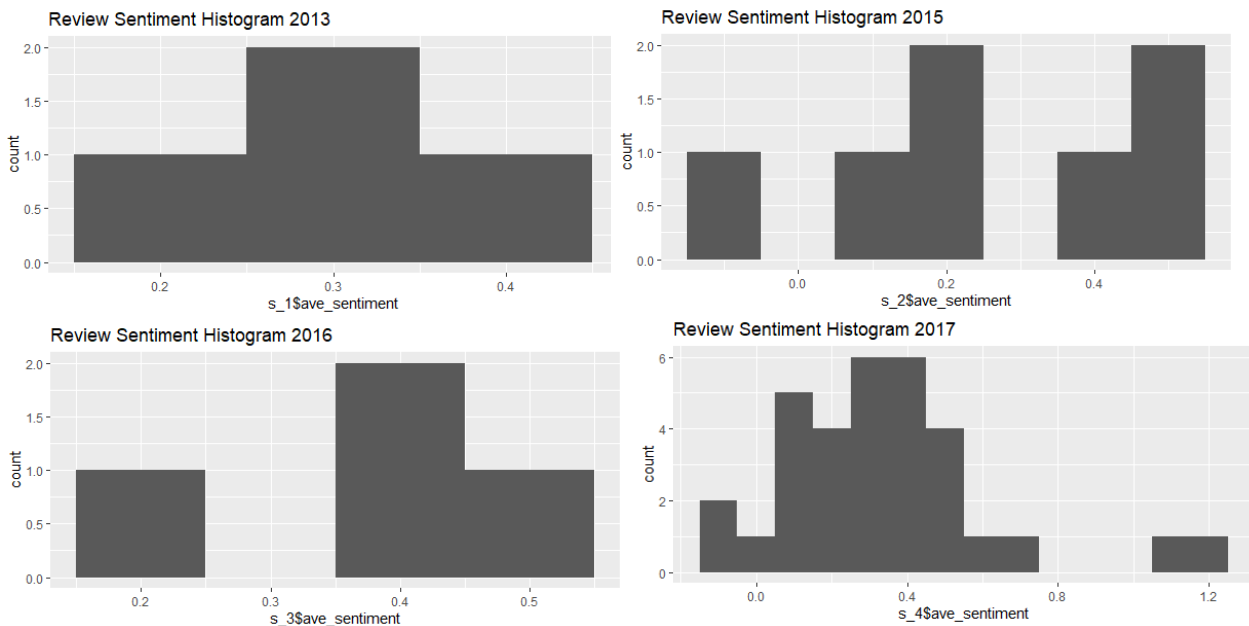 Review Sentiment Histogram 2013
2.0
1.5
count
1.0
0.5
0.0
0.2
0.3
0.4
s_1$ave_sentiment
Review Sentiment Histogram 2015
2.0
1.5
count
1.0
0.5
0.0
0.0
0.2
0.4
s_2$ave_sentiment
Review Sentiment Histogram 2016
2.0
1.5
count
1.0
0.5
0.0
0.2
0.3
0.4
0.5
s_3$ave_sentiment
Review Sentiment Histogram 2017
6
4
count
2
0
0.0
0.4
0.8
1.2
s_4$ave_sentiment